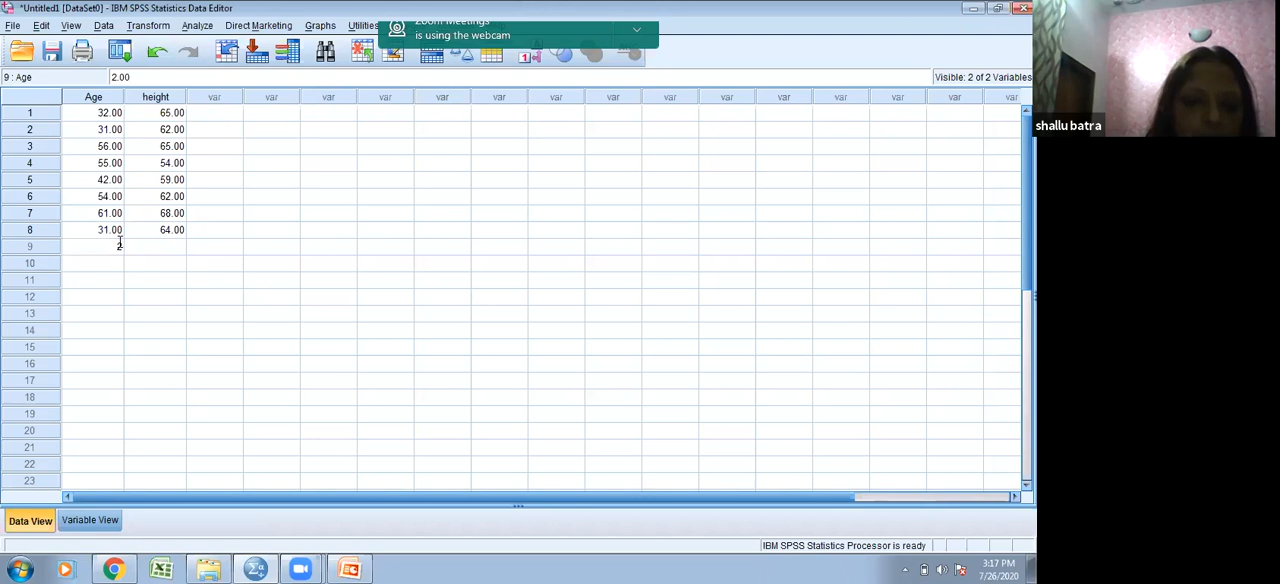 *Untitled1 [DataSet0] - IBM SPSS Statistics Data Editor
File Edit View Data Transform Analyze Direct Marketing Graphs Utilities
Zoom Meetings
is using the webcam
9 : Age 2.00 Visible: 2 of 2 Variables
Age height var var var var var var var var var var var var var var var
1 32.00 65.00
2 31.00 62.00
3 56.00 65.00
4 55.00 54.00
5 42.00 59.00
6 54.00 62.00
7 61.00 68.00
8 31.00 64.00
9 2
10
11
12
13
14
15
16
17
18
19
20
21
22
23
Data View Variable View
IBM SPSS Statistics Processor is ready
3:17 PM
7/26/2020
shallu batra